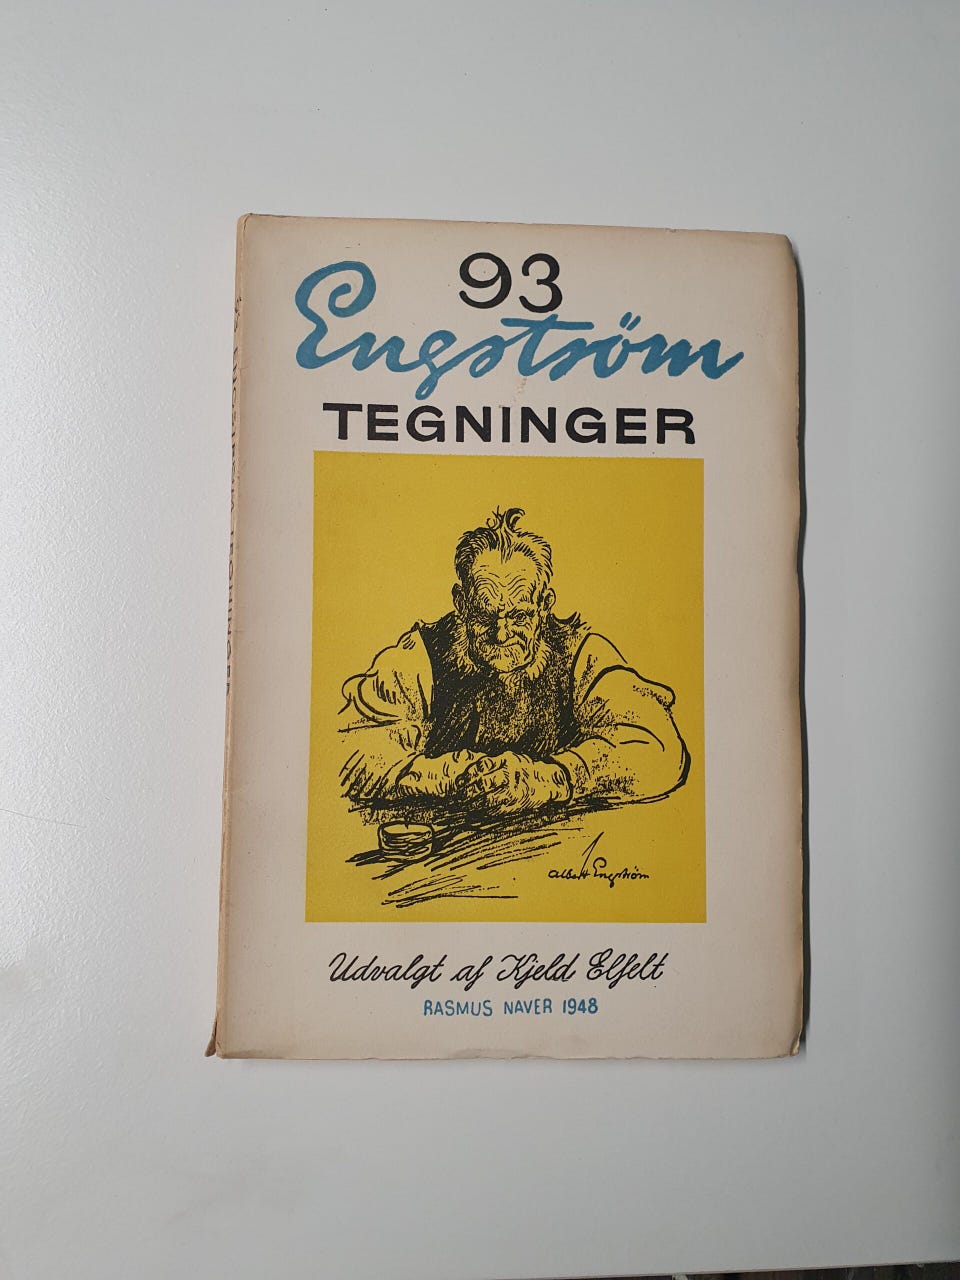 93
Engström
TEGNINGER
Albert Engström
Udvalgt af Kjeld Elfelt
RASMUS NAVER 1948